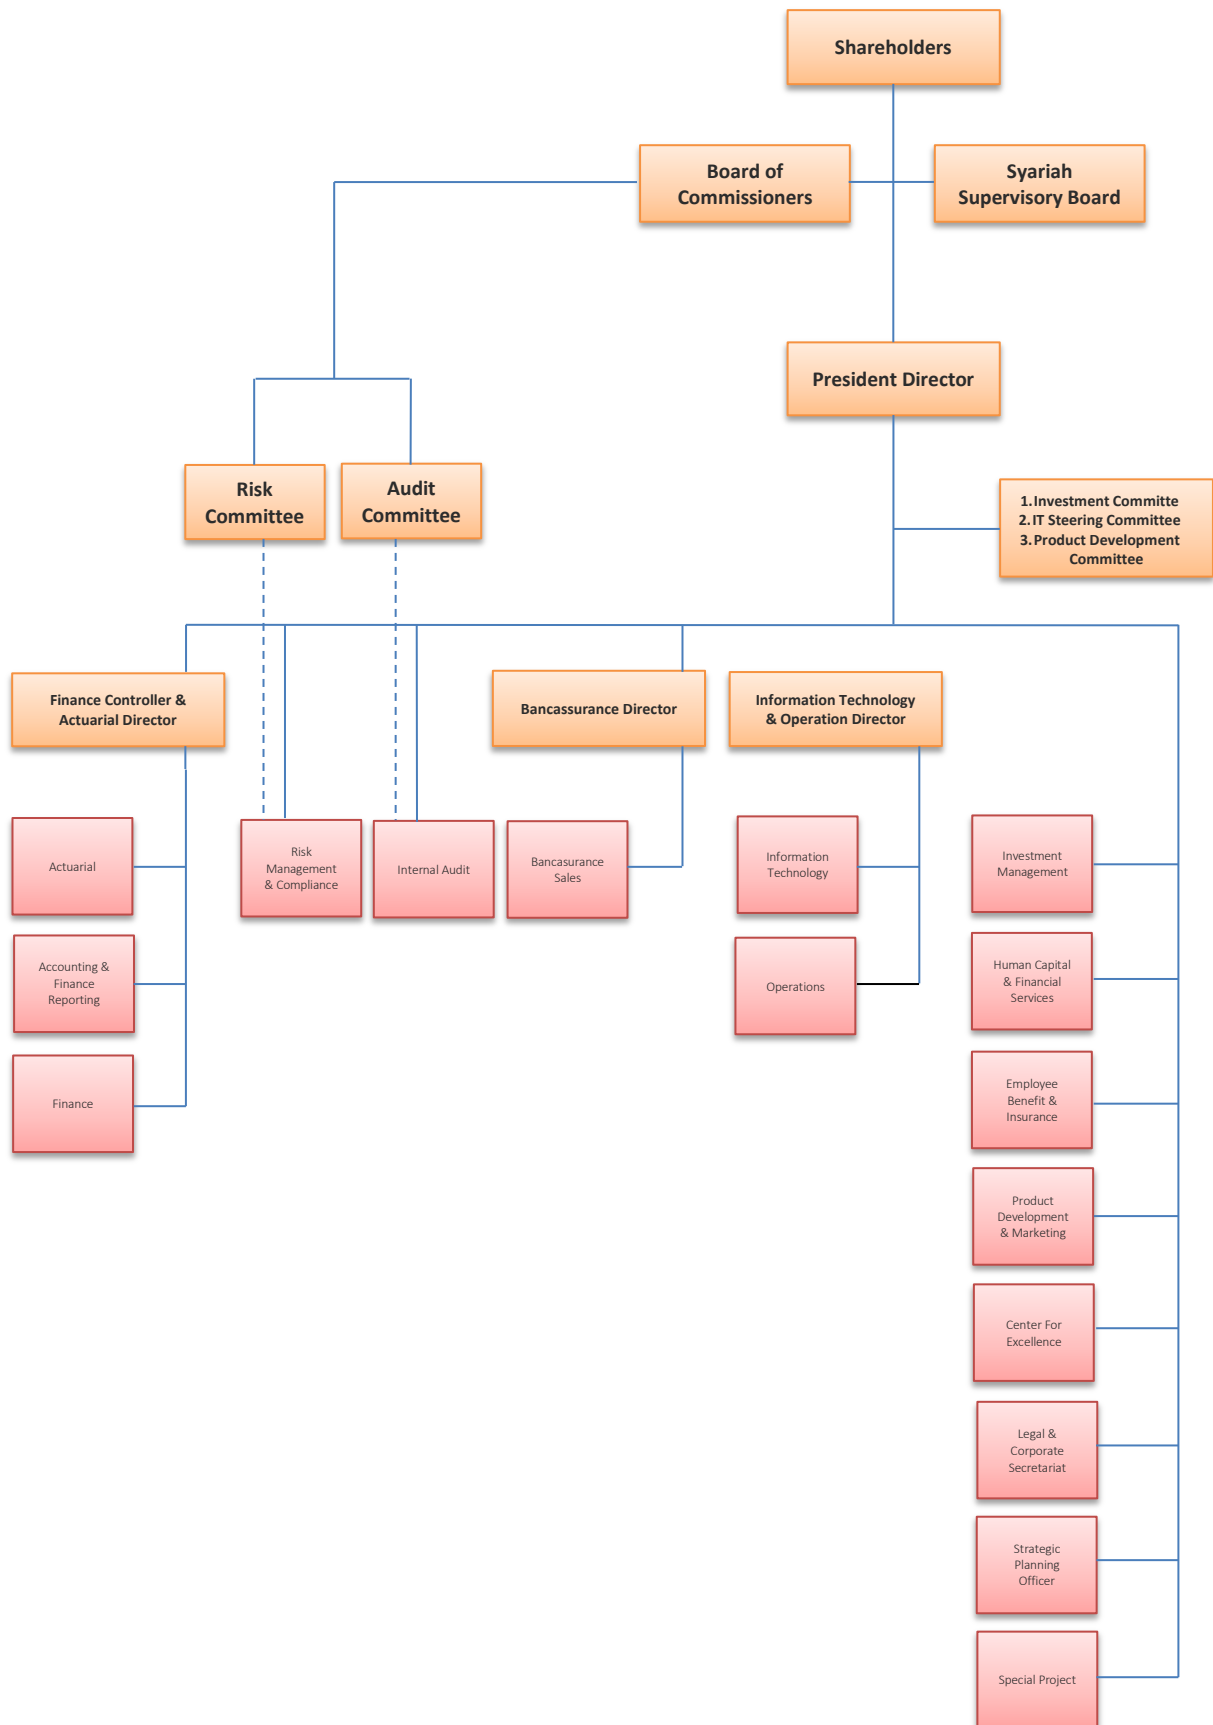 Shareholders
Board of
Commissioners
Syariah
Supervisory Board
President Director
Risk
Committee
Audit
Committee
1. Investment Committe
2. IT Steering Committee
3. Product Development
Committee
Finance Controller &
Actuarial Director
Bancassurance Director
Information Technology
& Operation Director
Actuarial
Accounting &
Finance
Reporting
Finance
Risk
Management
& Compliance
Internal Audit
Bancasurance
Sales
Information
Technology
Operations
Investment
Management
Human Capital
& Financial
Services
Employee
Benefit &
Insurance
Product
Development
& Marketing
Center For
Excellence
Legal &
Corporate
Secretariat
Strategic
Planning
Officer
Special Project